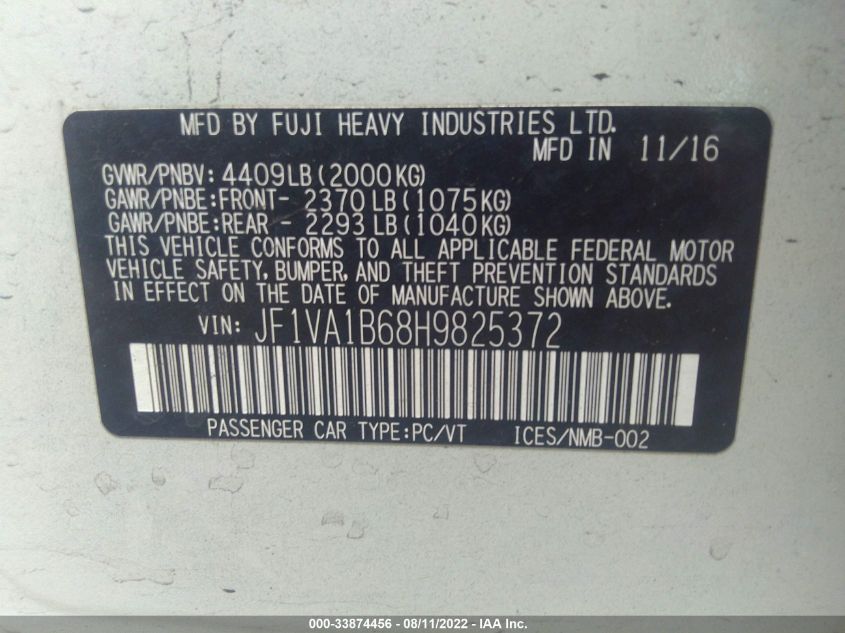 MFD BY FUJI HEAVY INDUSTRIES LTD.
MFD IN 11/16
GVWR/PNBV: 4409LB (2000KG)
GAWR/PNBE:FRONT- 2370 LB (1075KG)
GAWR/PNBE:REAR - 2293 LB (1040KG)
THIS VEHICLE CONFORMS TO ALL APPLICABLE FEDERAL MOTOR
VEHICLE SAFETY, BUMPER, AND THEFT PREVENTION STANDARDS
IN EFFECT ON THE DATE OF MANUFACTURE SHOWN ABOVE.
VIN: JF1VA1B68H9825372
PASSENGER CAR TYPE:PC/VT ICES/NMB-002
000-33874456 - 08/11/2022 - IAA Inc.